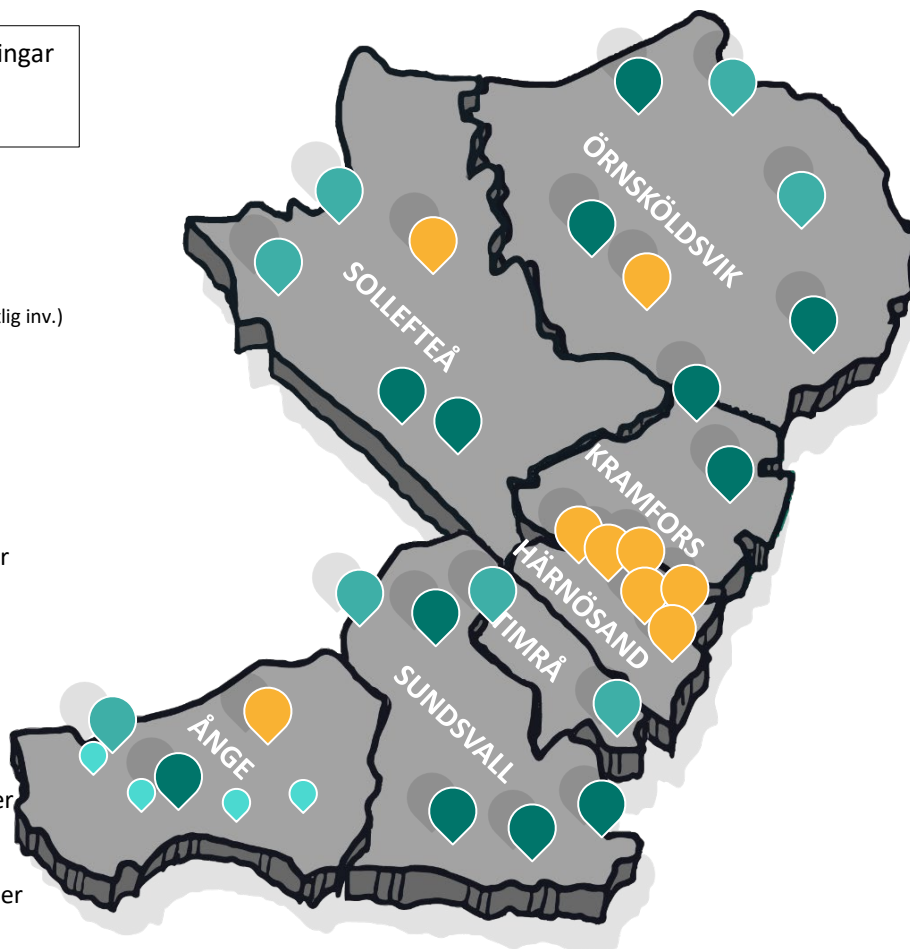 ingar
lig inv.)
r
er
er
ÖRNSKÖLDSVIK
SOLLEFTEÅ
KRAMFORS
HÄRNÖSAND
TIMRÅ
SUNDSVALL
ÅNGE